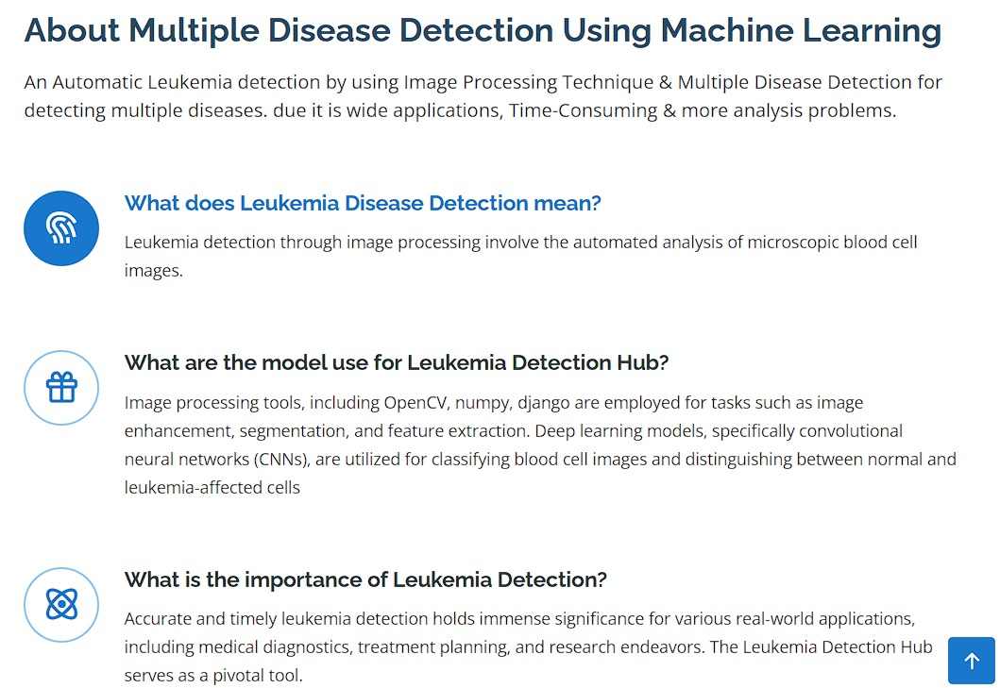 About Multiple Disease Detection Using Machine Learning
An Automatic Leukemia detection by using Image Processing Technique & Multiple Disease Detection for
detecting multiple diseases. due it is wide applications, Time-Consuming & more analysis problems.
What does Leukemia Disease Detection mean?
Leukemia detection through image processing involve the automated analysis of microscopic blood cell
images.
What are the model use for Leukemia Detection Hub?
Image processing tools, including OpenCV, numpy, django are employed for tasks such as image
enhancement, segmentation, and feature extraction. Deep learning models, specifically convolutional
neural networks (CNNs), are utilized for classifying blood cell images and distinguishing between normal and
leukemia-affected cells
What is the importance of Leukemia Detection?
Accurate and timely leukemia detection holds immense significance for various real-world applications,
including medical diagnostics, treatment planning, and research endeavors. The Leukemia Detection Hub
serves as a pivotal tool.